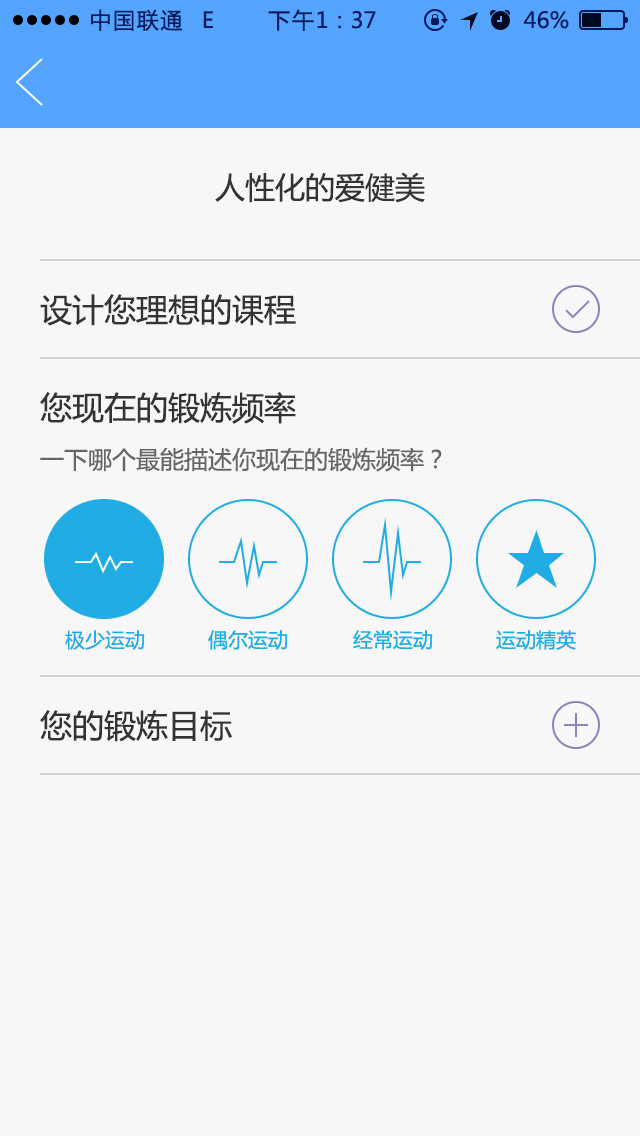 中国联通 E 下午1：37 46%
人性化的爱健美
设计您理想的课程
您现在的锻炼频率
一下哪个最能描述你现在的锻炼频率？
极少运动 偶尔运动 经常运动 运动精英
您的锻炼目标